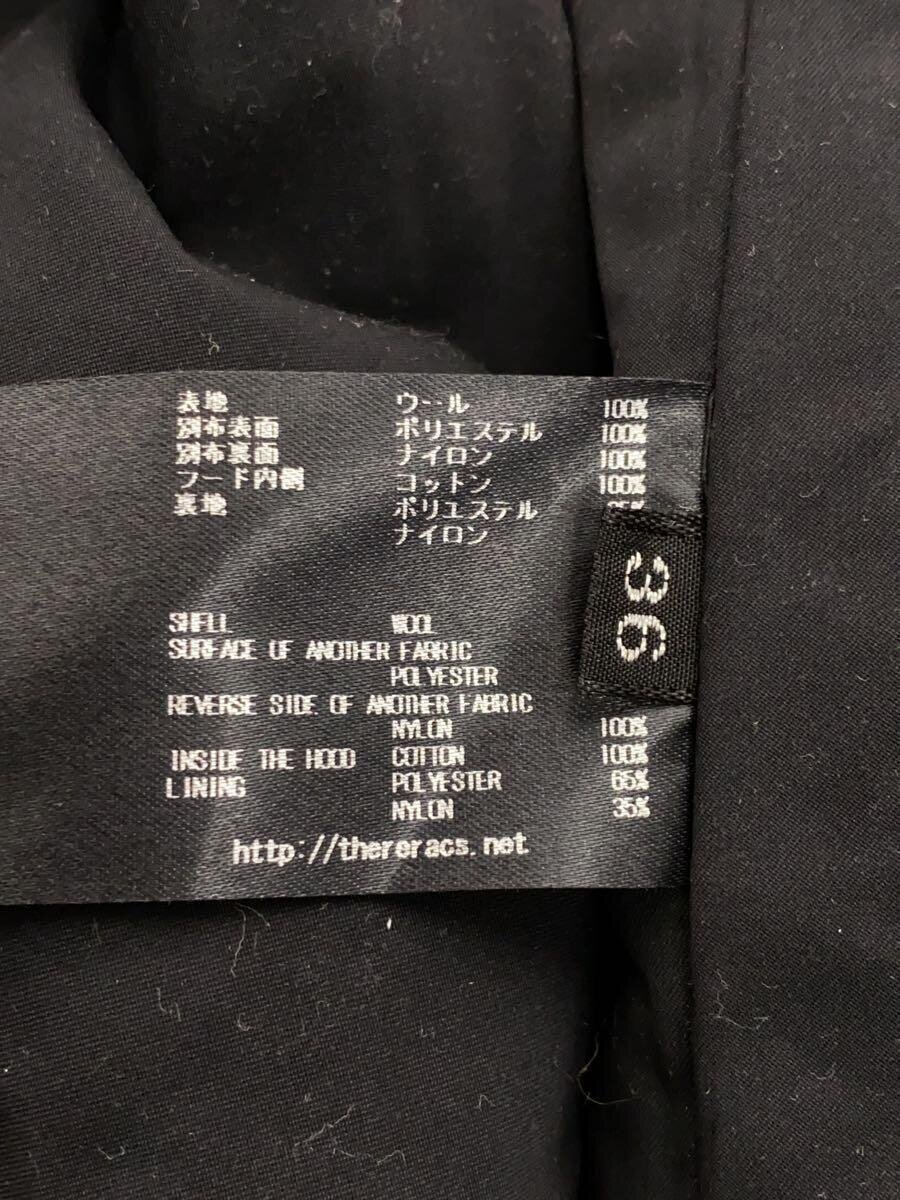 表地 ウール 100%
別布表面 ポリエステル 100%
別布裏面 ナイロン 100%
フード内側 コットン 100%
裏地 ポリエステル
ナイロン
36
SHELL WOOL
SURFACE OF ANOTHER FABRIC
POLYESTER
REVERSE SIDE OF ANOTHER FABRIC
NYLON 100%
INSIDE THE HOOD COTTON 100%
LINING POLYESTER 65%
NYLON 35%
http://thereracs.net